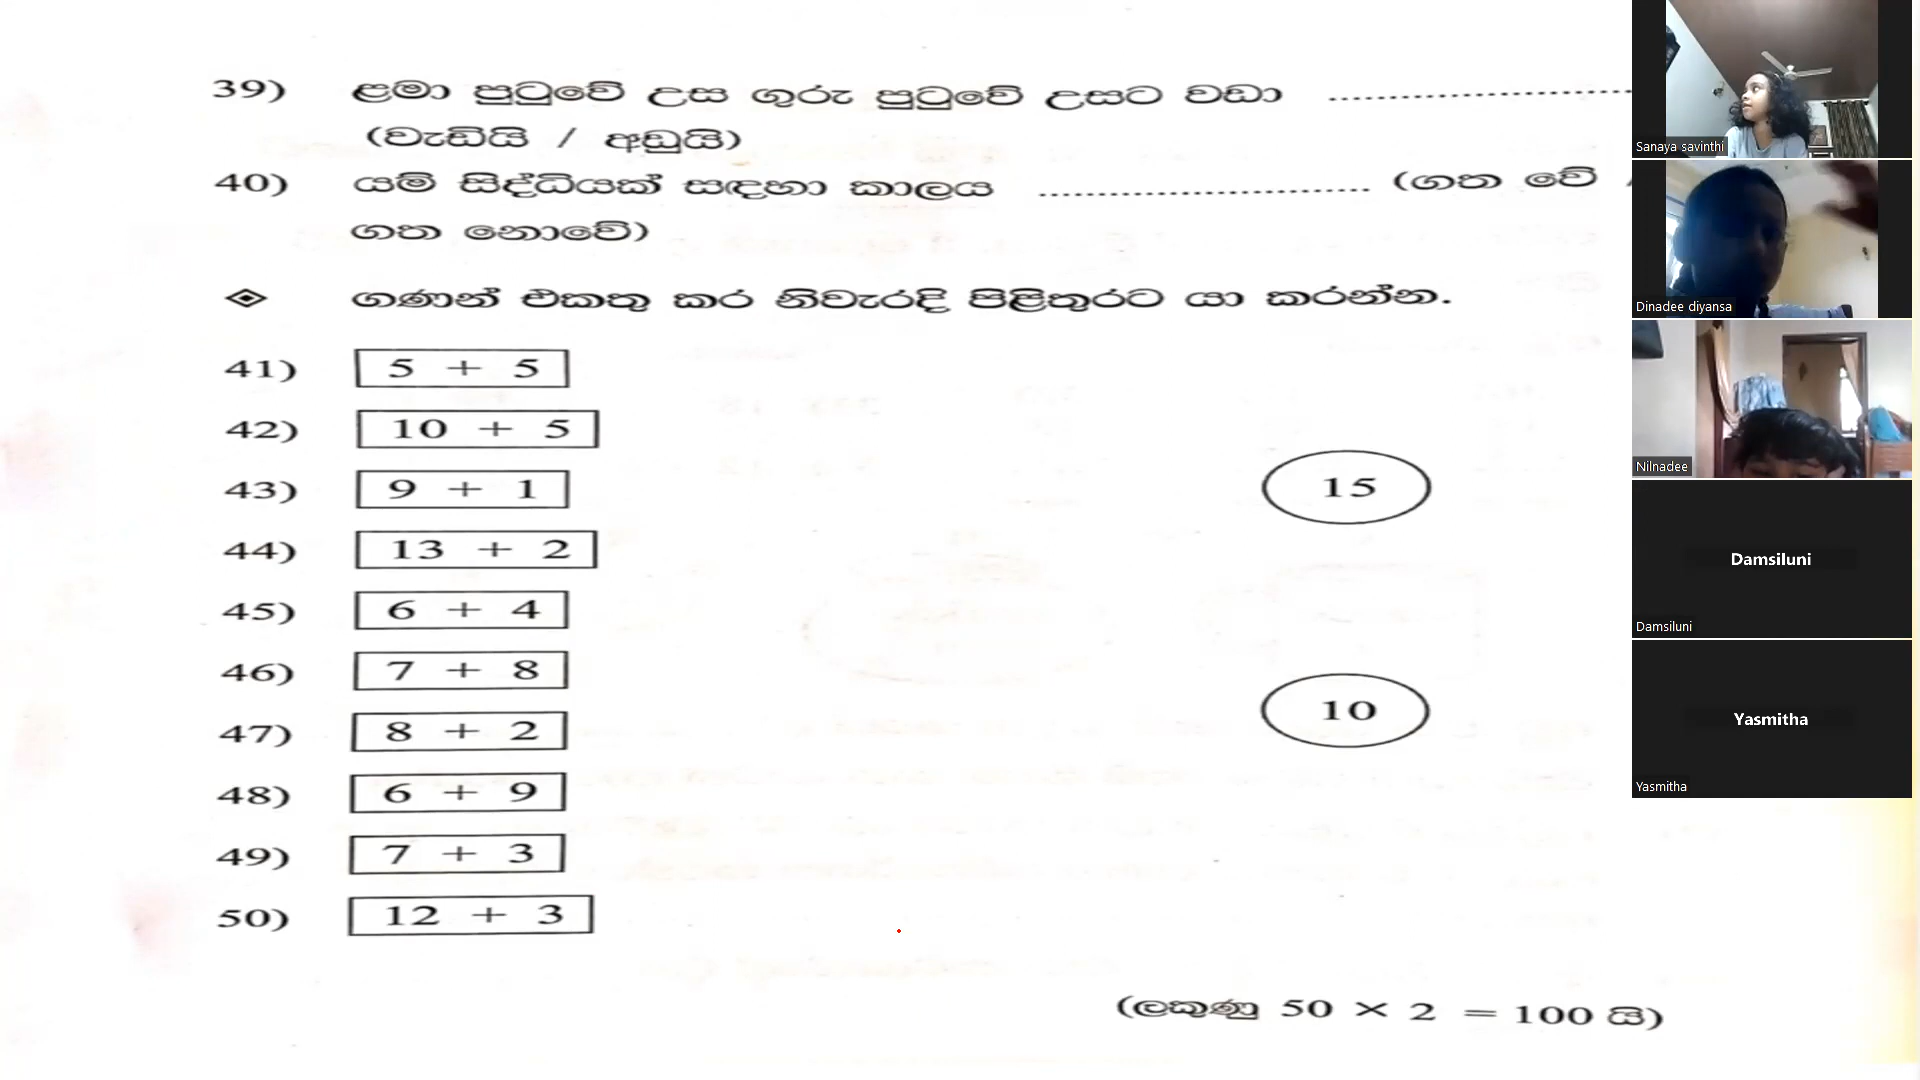 39) ළමා පුටුවේ උස ගුරු පුටුවේ උසට වඩා ........................
(වැඩියි / අඩුයි)
40) යම් සිද්ධියක් සඳහා කාලය ........................ (ගත වේ /
ගත නොවේ)
ගණන් එකතු කර නිවැරදි පිළිතුරට යා කරන්න.
41) 5 + 5
42) 10 + 5
43) 9 + 1
44) 13 + 2
45) 6 + 4
46) 7 + 8
47) 8 + 2
48) 6 + 9
49) 7 + 3
50) 12 + 3
15
10
(ලකුණු 50 × 2 = 100 යි)
Sanaya savinthi
Dinadee diyansa
Nilnadee
Damsiluni
Damsiluni
Yasmitha
Yasmitha